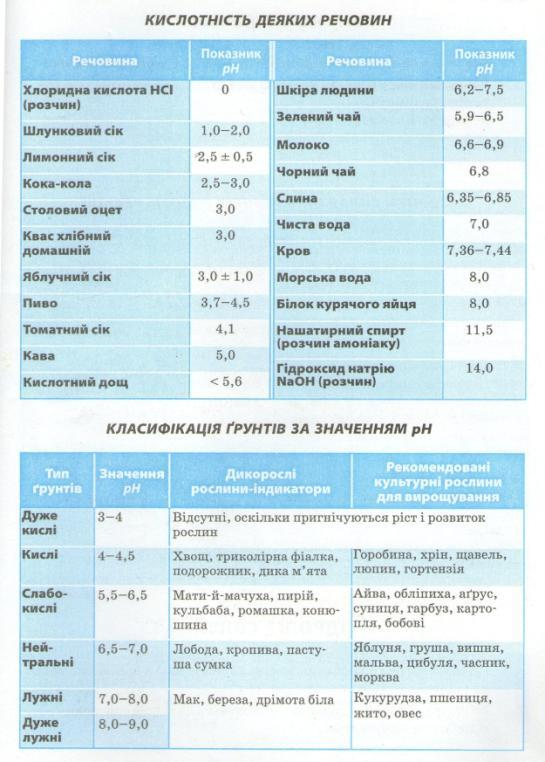 КИСЛОТНІСТЬ ДЕЯКИХ РЕЧОВИН
Речовина Показник pH
Хлоридна кислота HCl (розчин) 0
Шлунковий сік 1,0–2,0
Лимонний сік 2,5 ± 0,5
Кока-кола 2,5–3,0
Столовий оцет 3,0
Квас хлібний домашній 3,0
Яблучний сік 3,0 ± 1,0
Пиво 3,7–4,5
Томатний сік 4,1
Кава 5,0
Кислотний дощ < 5,6
Речовина Показник pH
Шкіра людини 6,2–7,5
Зелений чай 5,9–6,5
Молоко 6,6–6,9
Чорний чай 6,8
Слина 6,35–6,85
Чиста вода 7,0
Кров 7,36–7,44
Морська вода 8,0
Білок курячого яйця 8,0
Нашатирний спирт (розчин амоніаку) 11,5
Гідроксид натрію NaOH (розчин) 14,0
КЛАСИФІКАЦІЯ ҐРУНТІВ ЗА ЗНАЧЕННЯМ pH
Тип ґрунтів Значення pH Дикорослі рослини-індикатори Рекомендовані культурні рослини для вирощування
Дуже кислі 3–4 Відсутні, оскільки пригнічуються ріст і розвиток
рослин
Кислі 4–4,5 Хвощ, триколірна фіалка,
подорожник, дика м'ята
Горобина, хрін, щавель,
люпин, гортензія
Слабо-
кислі 5,5–6,5 Мати-й-мачуха, пирій,
кульбаба, ромашка, коню-
шина
Айва, обліпиха, аґрус,
суниця, гарбуз, карто-
пля, бобові
Ней-
тральні 6,5–7,0 Лобода, кропива, пасту-
ша сумка
Яблуня, груша, вишня,
мальва, цибуля, часник,
морква
Лужні 7,0–8,0 Мак, береза, дрімота біла
Кукурудза, пшениця,
жито, овес
Дуже
лужні 8,0–9,0